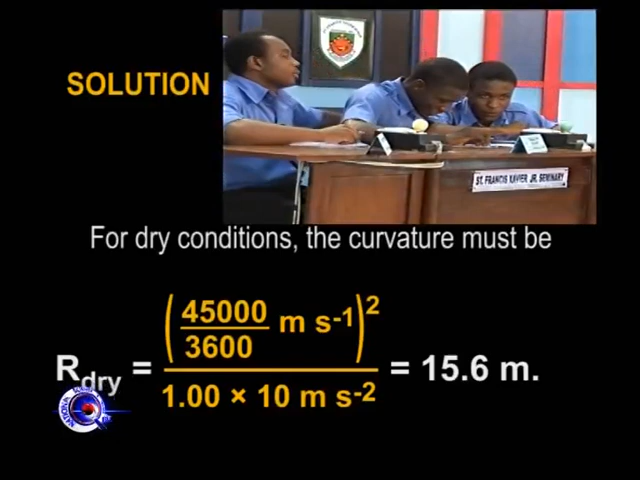 SOLUTION
ST. FRANCIS XAVIER JR. SEMINARY
For dry conditions, the curvature must be
R_dry = (45000/3600 m s⁻¹)² / 1.00 × 10 m s⁻² = 15.6 m.